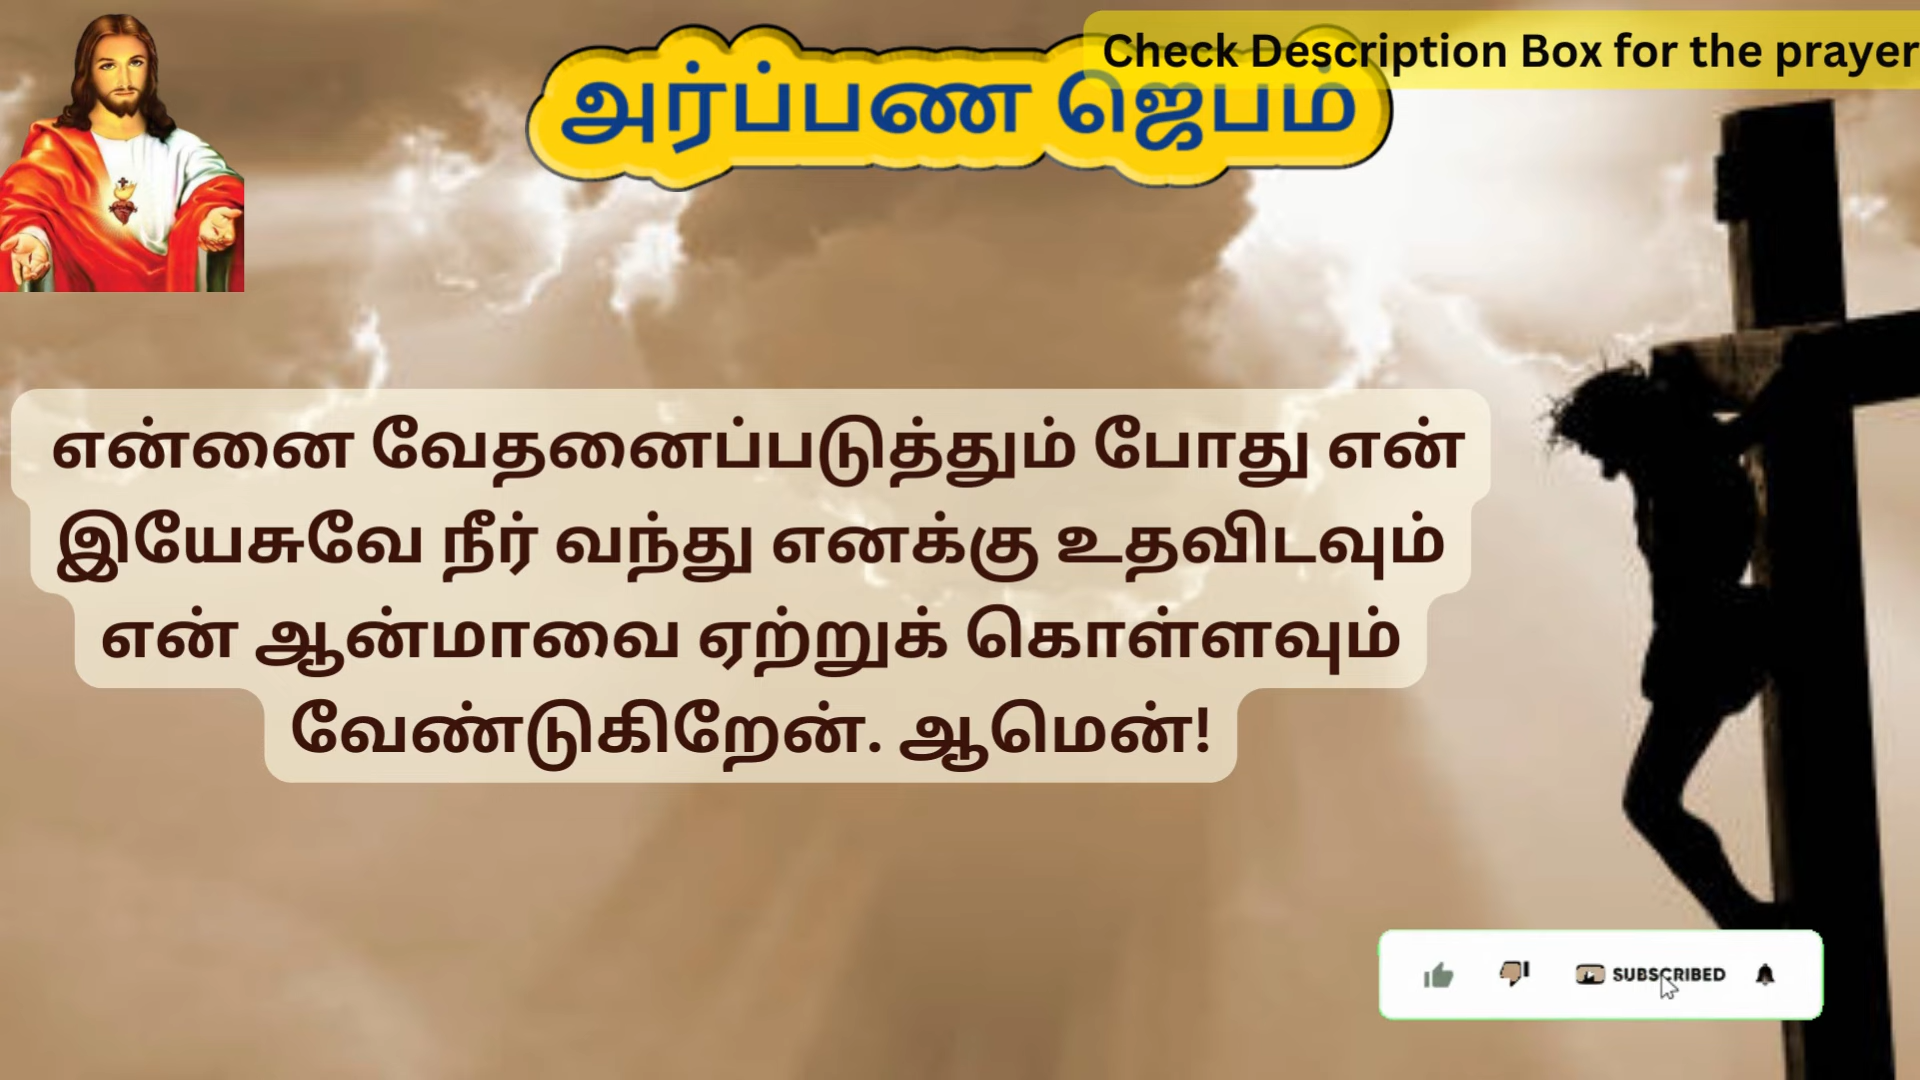 Check Description Box for the prayer
அர்ப்பண ஜெபம்
என்னை வேதனைப்படுத்தும் போது என்
இயேசுவே நீர் வந்து எனக்கு உதவிடவும்
என் ஆன்மாவை ஏற்றுக் கொள்ளவும்
வேண்டுகிறேன். ஆமென்!
SUBSCRIBED